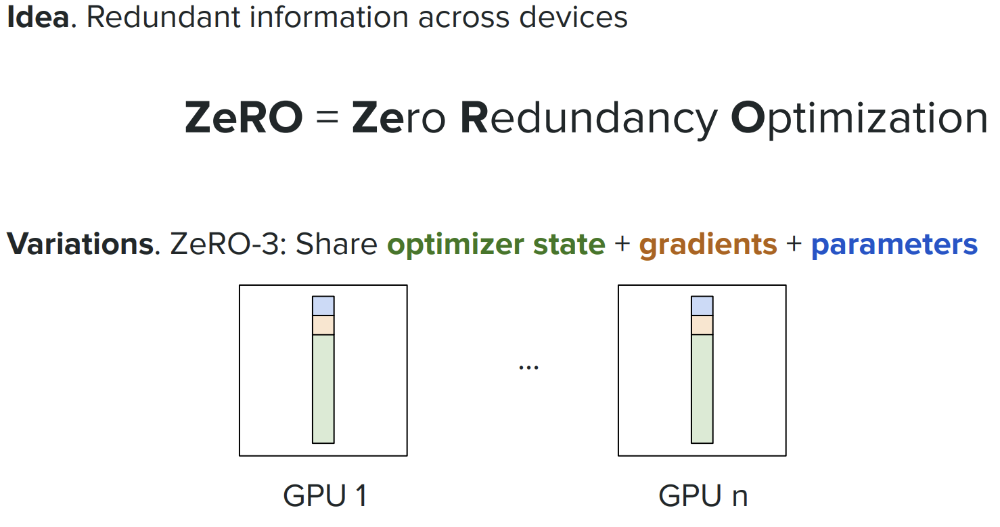 Idea. Redundant information across devices
ZeRO = Zero Redundancy Optimization
Variations. ZeRO-3: Share optimizer state + gradients + parameters
...
GPU 1
GPU n